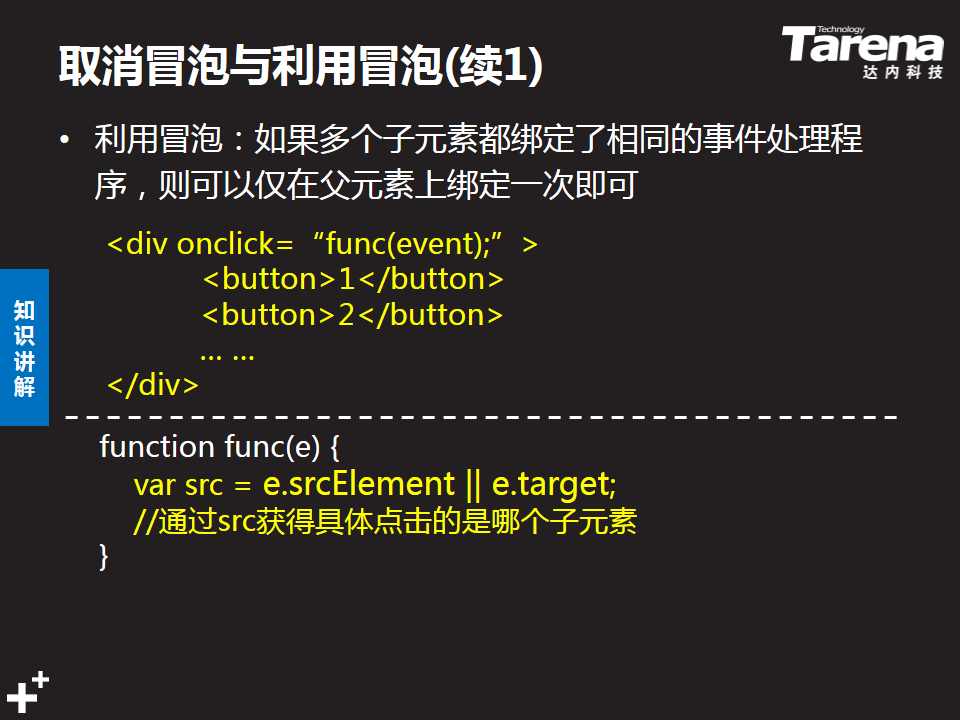 取消冒泡与利用冒泡(续1)
Technology
Tarena
达内科技
• 利用冒泡：如果多个子元素都绑定了相同的事件处理程
序，则可以仅在父元素上绑定一次即可
<div onclick=“func(event);”>
<button>1</button>
<button>2</button>
... ...
</div>
知识讲解
function func(e) {
var src = e.srcElement || e.target;
//通过src获得具体点击的是哪个子元素
}